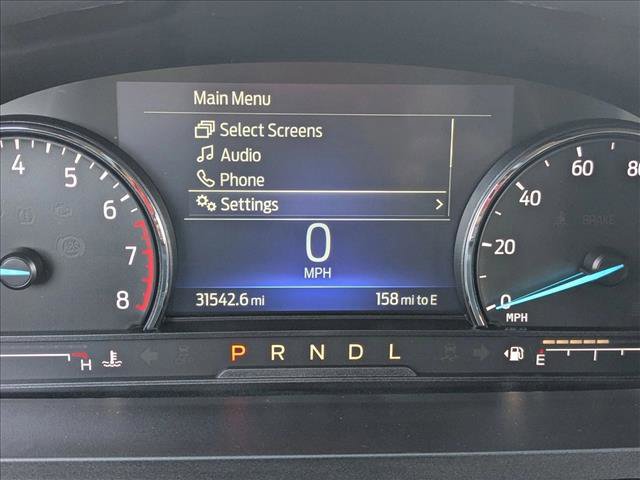 Main Menu
Select Screens
Audio
Phone
Settings >
0
MPH
31542.6 mi
158 mi to E
4
5
6
7
8
0
20
40
60
80
MPH
BRAKE
H
P R N D L
E